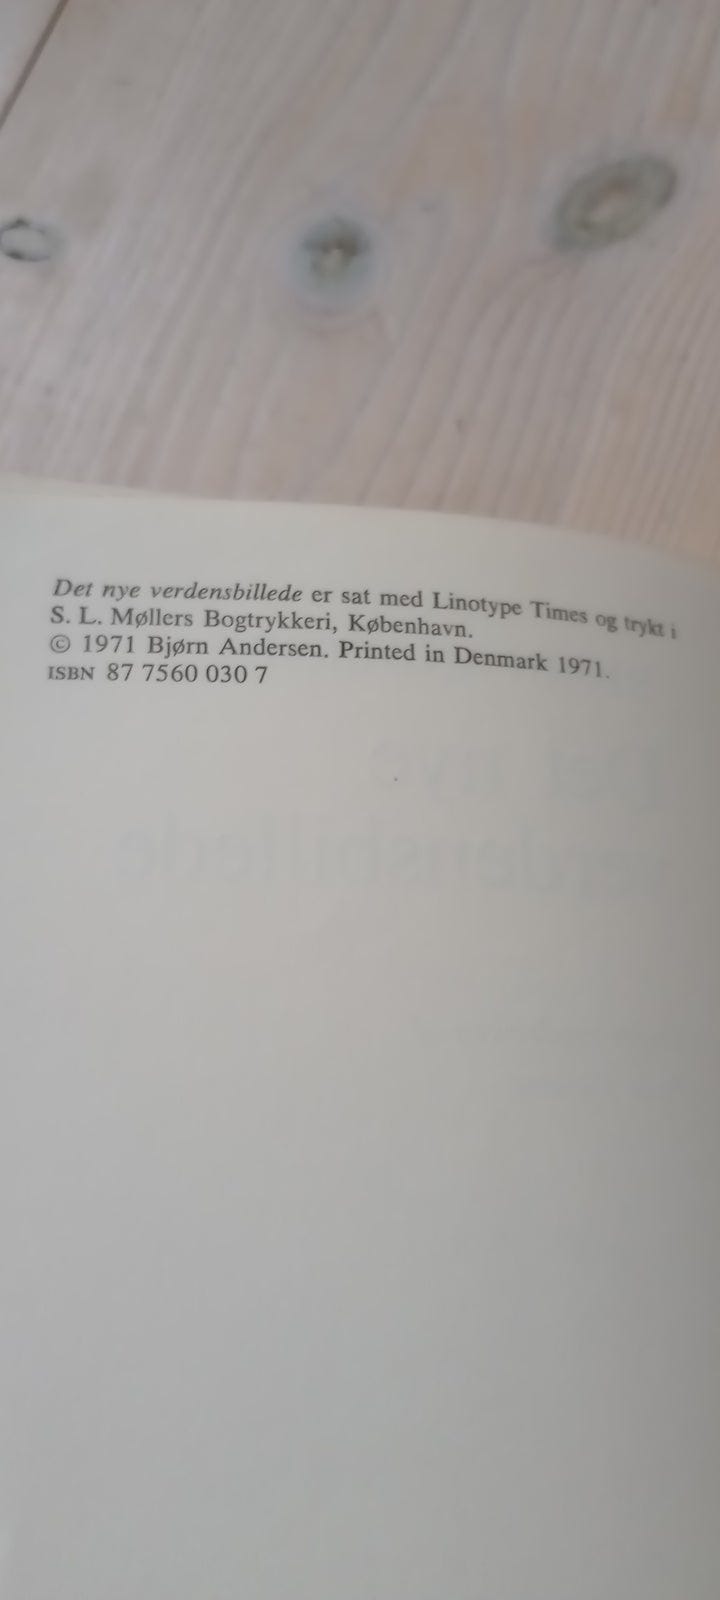 Det nye verdensbillede er sat med Linotype Times og trykt i
S. L. Møllers Bogtrykkeri, København.
© 1971 Bjørn Andersen. Printed in Denmark 1971.
ISBN 87 7560 030 7